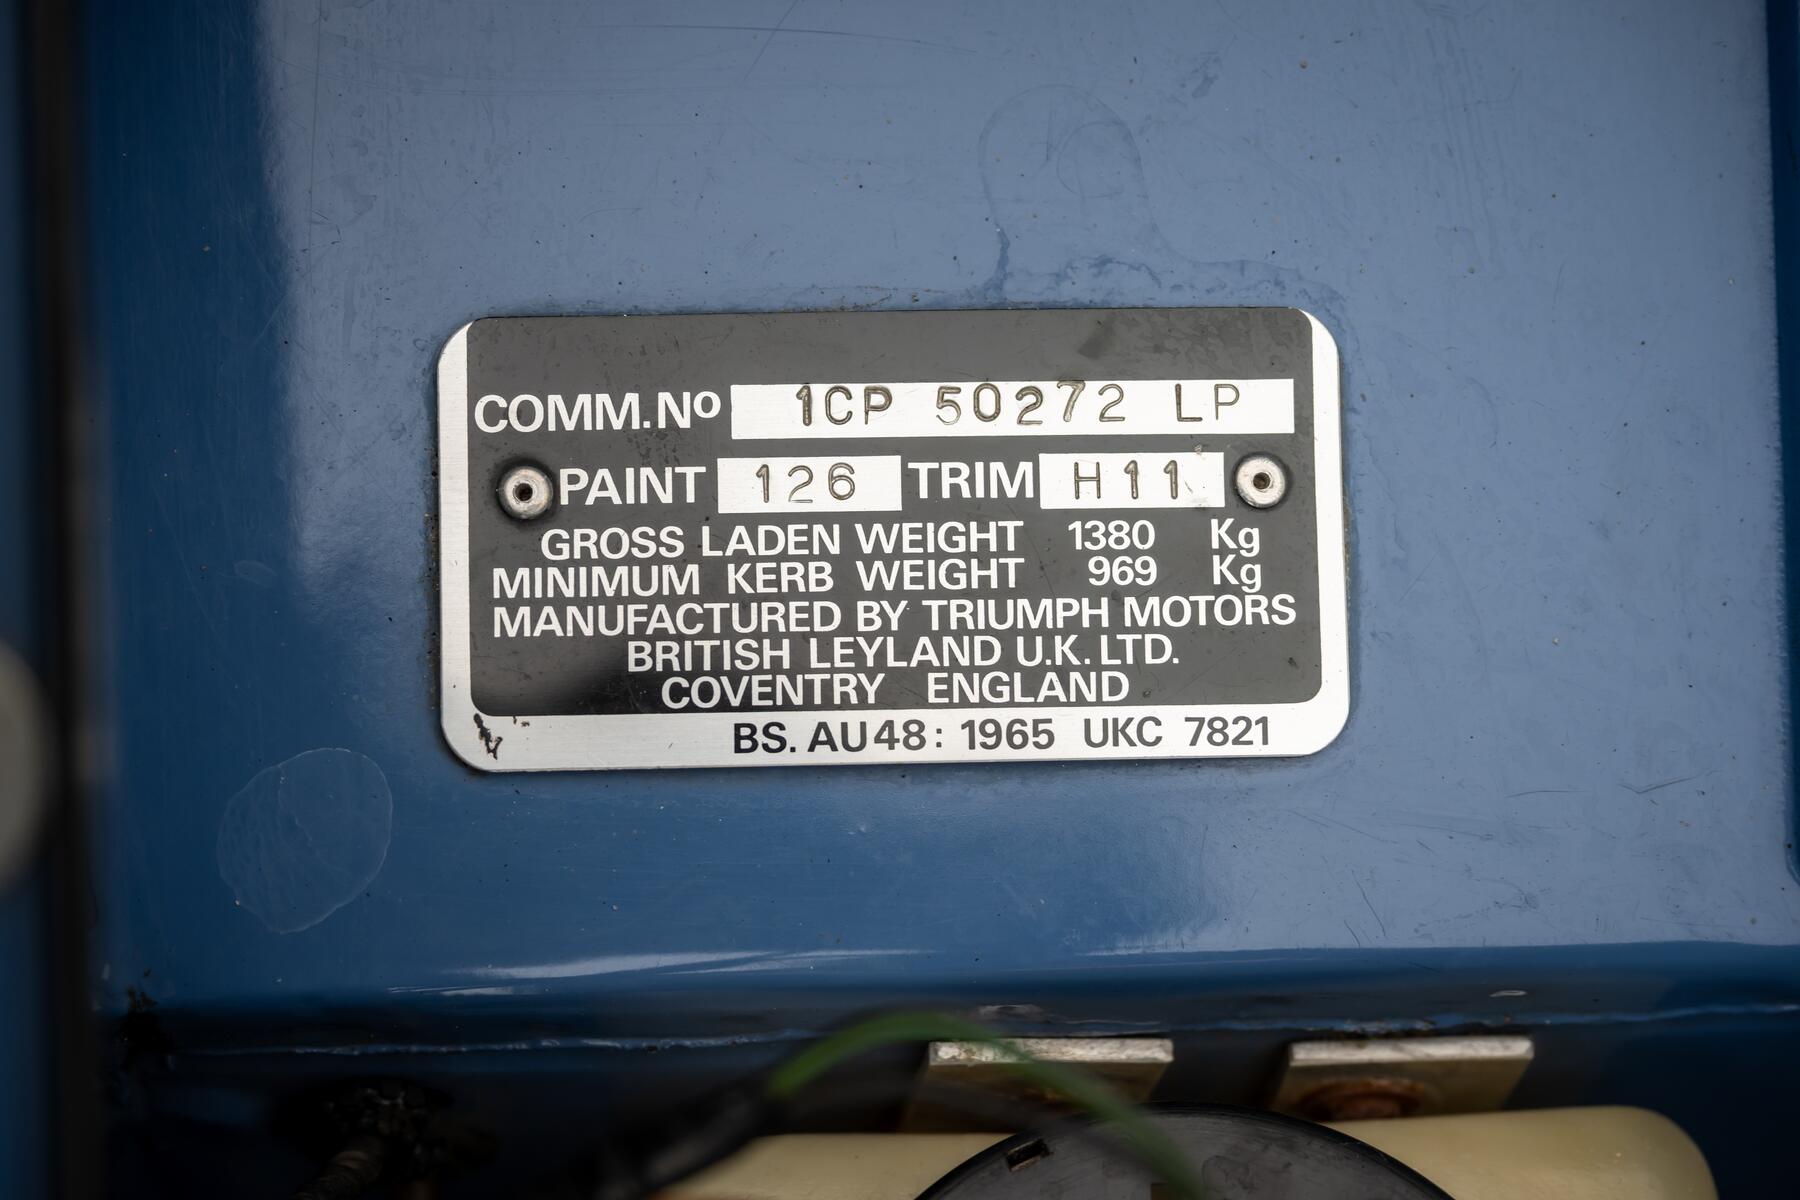 COMM.No 1CP 50272 LP
PAINT 126 TRIM H11
GROSS LADEN WEIGHT 1380 Kg
MINIMUM KERB WEIGHT 969 Kg
MANUFACTURED BY TRIUMPH MOTORS
BRITISH LEYLAND U.K. LTD.
COVENTRY ENGLAND
BS. AU48: 1965 UKC 7821